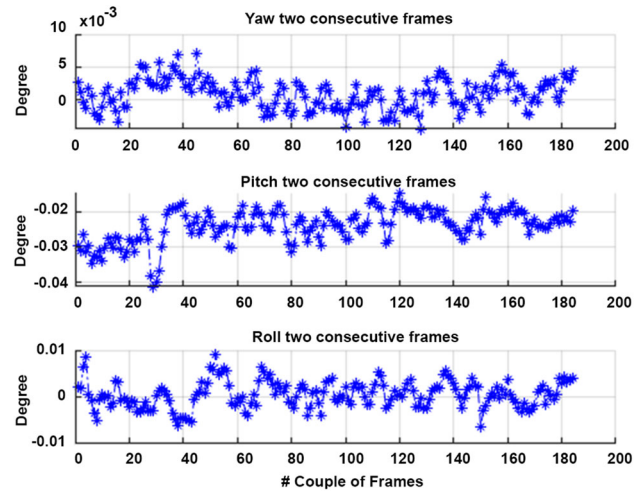 Yaw two consecutive frames
10 ×10⁻³
5
0
Degree
0 20 40 60 80 100 120 140 160 180 200
Pitch two consecutive frames
-0.02
-0.03
-0.04
Degree
0 20 40 60 80 100 120 140 160 180 200
Roll two consecutive frames
0.01
0
-0.01
Degree
0 20 40 60 80 100 120 140 160 180 200
# Couple of Frames